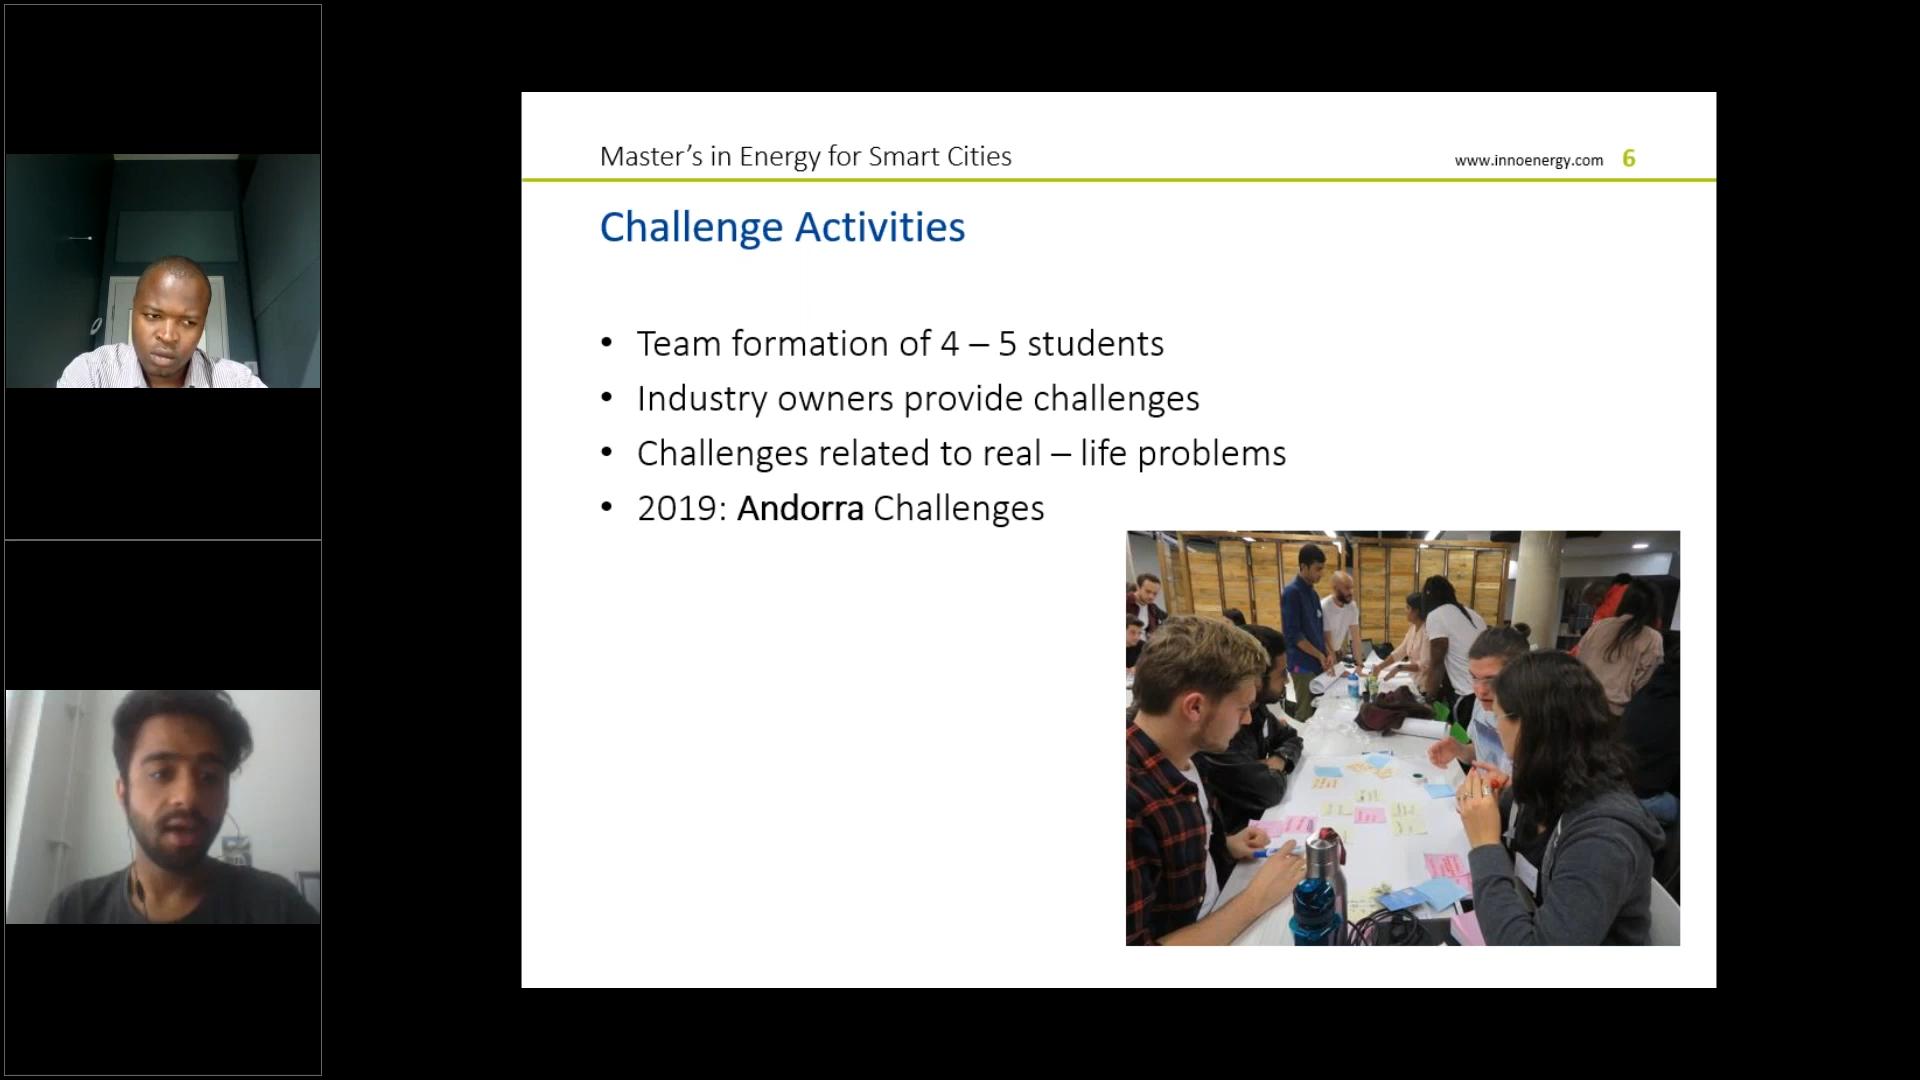 Master’s in Energy for Smart Cities
www.innoenergy.com 6
Challenge Activities
• Team formation of 4 – 5 students
• Industry owners provide challenges
• Challenges related to real – life problems
• 2019: Andorra Challenges